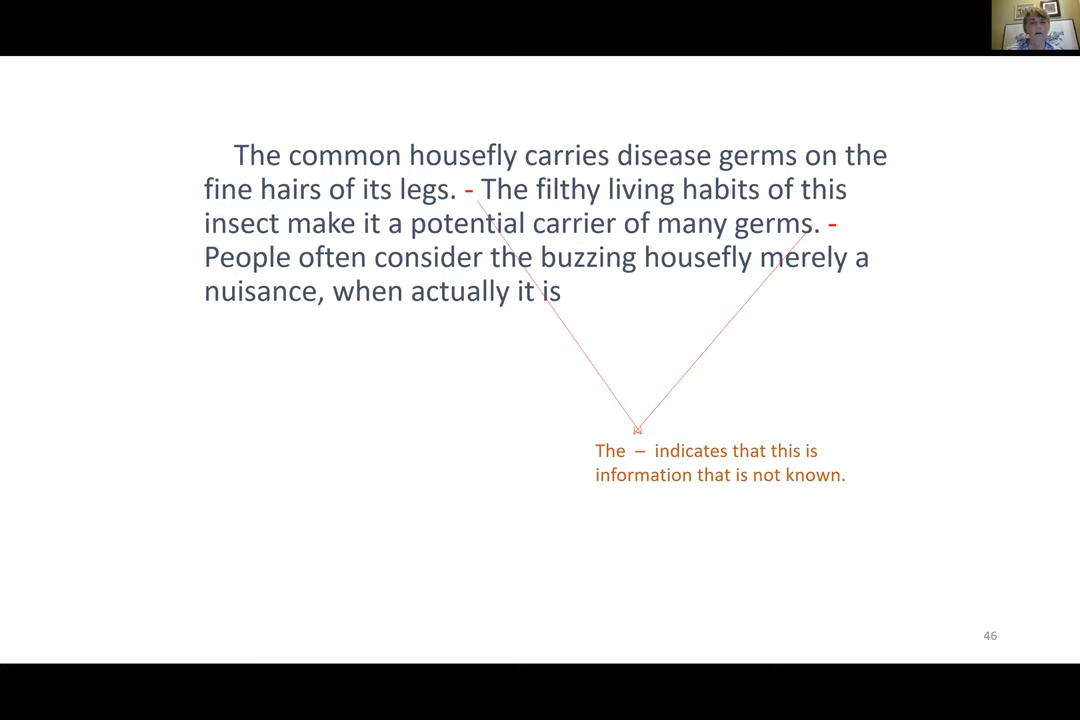 The common housefly carries disease germs on the
fine hairs of its legs. - The filthy living habits of this
insect make it a potential carrier of many germs. -
People often consider the buzzing housefly merely a
nuisance, when actually it is
The – indicates that this is
information that is not known.
46